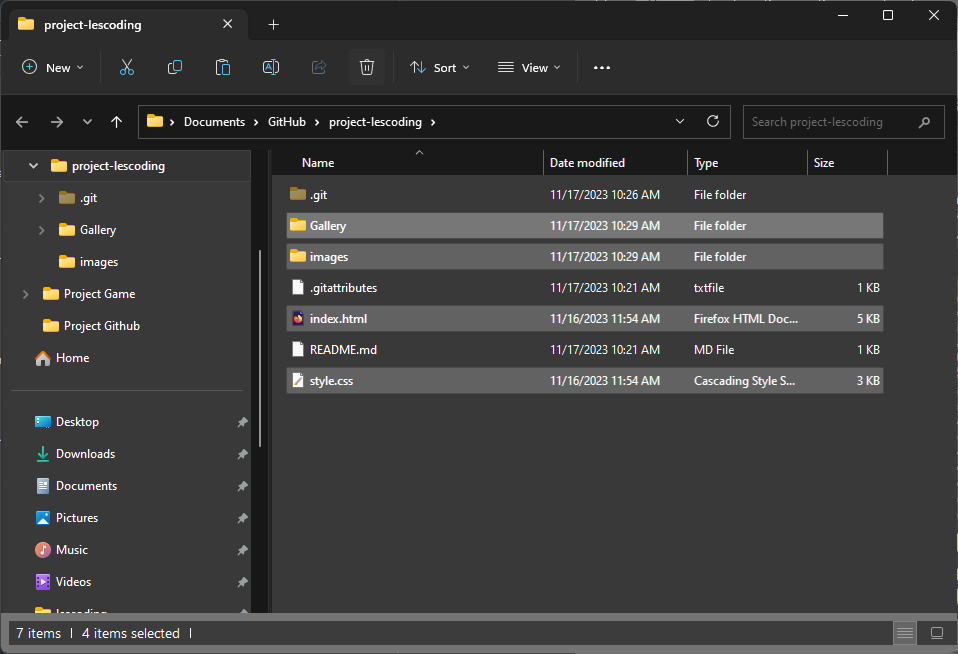 project-lescoding
New
Sort
View
Documents
GitHub
project-lescoding
Search project-lescoding
project-lescoding
.git
Gallery
images
Project Game
Project Github
Home
Desktop
Downloads
Documents
Pictures
Music
Videos
lescoding
Name Date modified Type Size
.git 11/17/2023 10:26 AM File folder
Gallery 11/17/2023 10:29 AM File folder
images 11/17/2023 10:29 AM File folder
.gitattributes 11/17/2023 10:21 AM txtfile 1 KB
index.html 11/16/2023 11:54 AM Firefox HTML Doc... 5 KB
README.md 11/17/2023 10:21 AM MD File 1 KB
style.css 11/16/2023 11:54 AM Cascading Style S... 3 KB
7 items 4 items selected